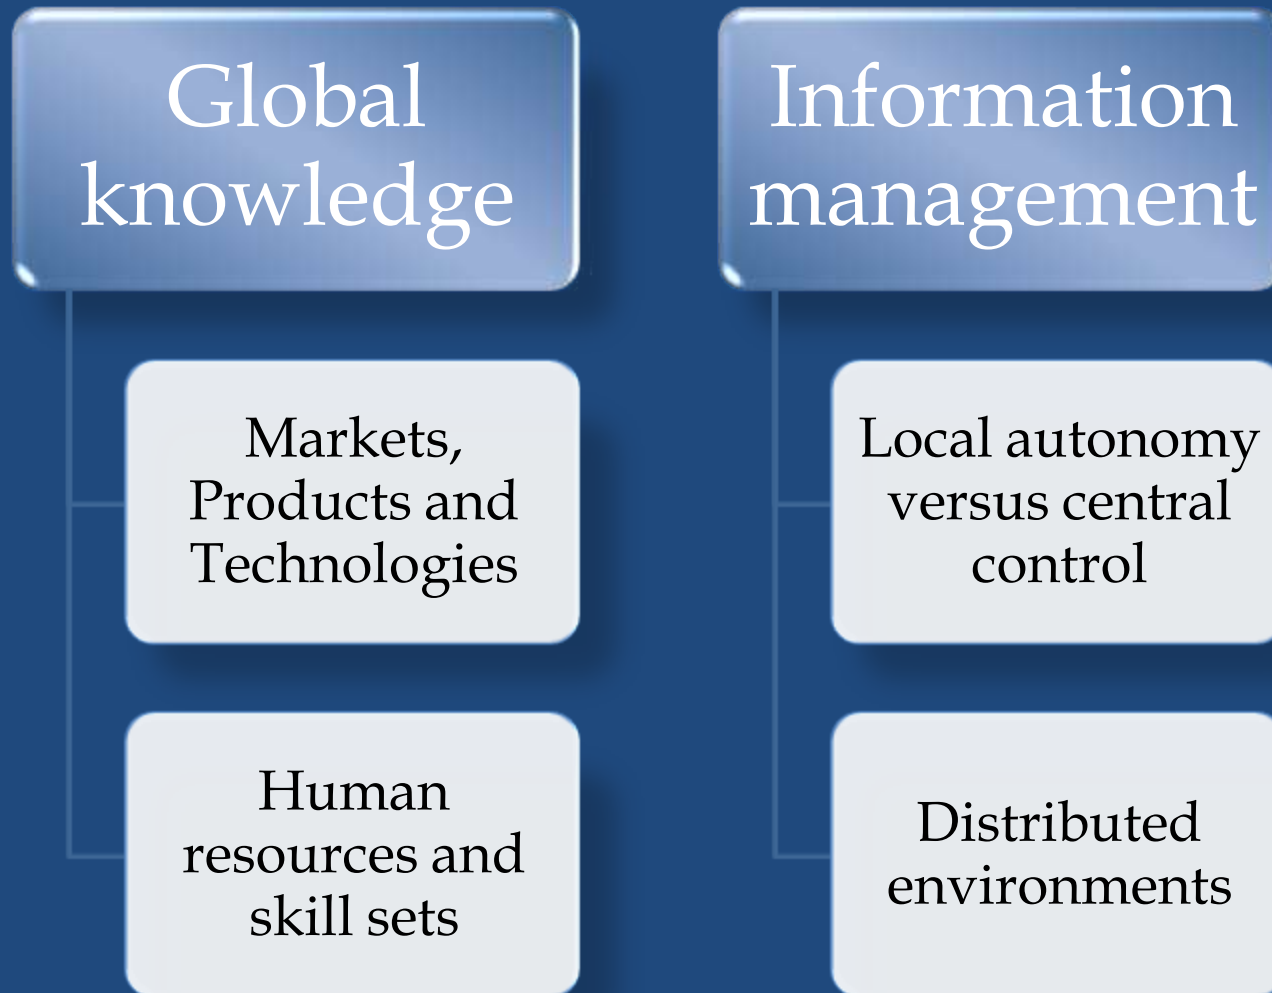 Global
knowledge
Markets,
Products and
Technologies
Human
resources and
skill sets
Information
management
Local autonomy
versus central
control
Distributed
environments